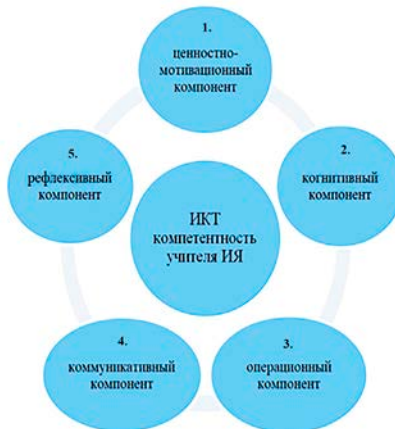 1.
ценностно-
мотивационный
компонент
2.
когнитивный
компонент
3.
операционный
компонент
4.
коммуникативный
компонент
5.
рефлексивный
компонент
ИКТ
компетентность
учителя ИЯ